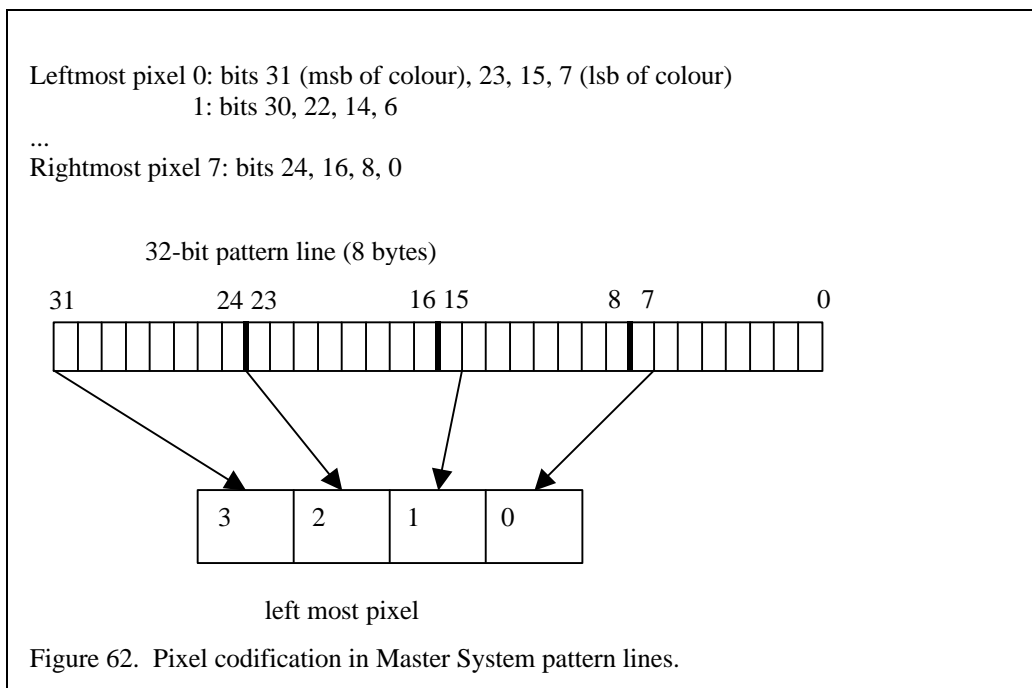 Leftmost pixel 0: bits 31 (msb of colour), 23, 15, 7 (lsb of colour)
1: bits 30, 22, 14, 6
...
Rightmost pixel 7: bits 24, 16, 8, 0
32-bit pattern line (8 bytes)
31 24 23 16 15 8 7 0
3 2 1 0
left most pixel
Figure 62. Pixel codification in Master System pattern lines.